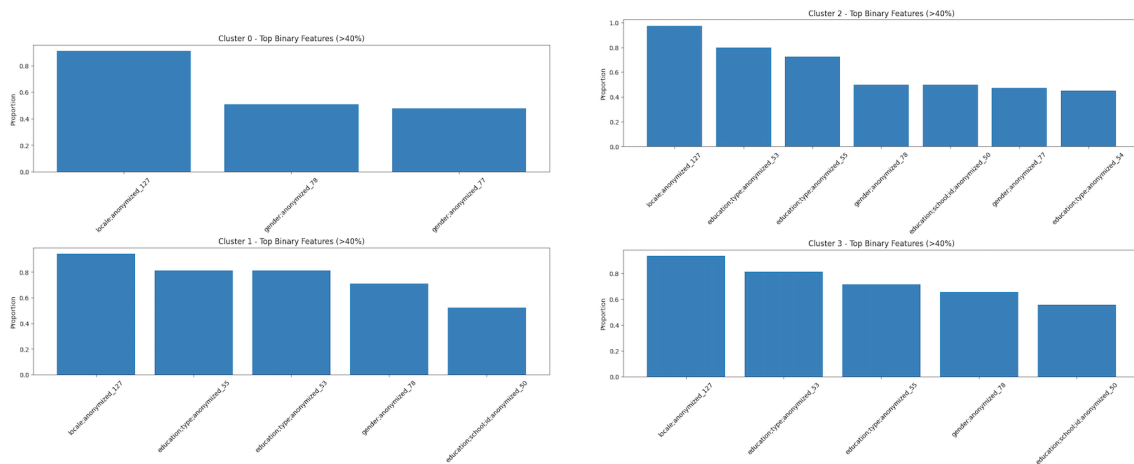 Cluster 0 - Top Binary Features (>40%)
Proportion
0.8
0.6
0.4
0.2
0.0
locale;anonymized_127
gender;anonymized_78
gender;anonymized_77
Cluster 1 - Top Binary Features (>40%)
Proportion
0.8
0.6
0.4
0.2
0.0
locale;anonymized_127
education;type;anonymized_55
education;type;anonymized_53
gender;anonymized_78
education;school;id;anonymized_50
Cluster 2 - Top Binary Features (>40%)
Proportion
1.0
0.8
0.6
0.4
0.2
0.0
locale;anonymized_127
education;type;anonymized_53
education;type;anonymized_55
gender;anonymized_78
education;school;id;anonymized_50
gender;anonymized_77
education;type;anonymized_54
Cluster 3 - Top Binary Features (>40%)
Proportion
0.8
0.6
0.4
0.2
0.0
locale;anonymized_127
education;type;anonymized_53
education;type;anonymized_55
gender;anonymized_78
education;school;id;anonymized_50